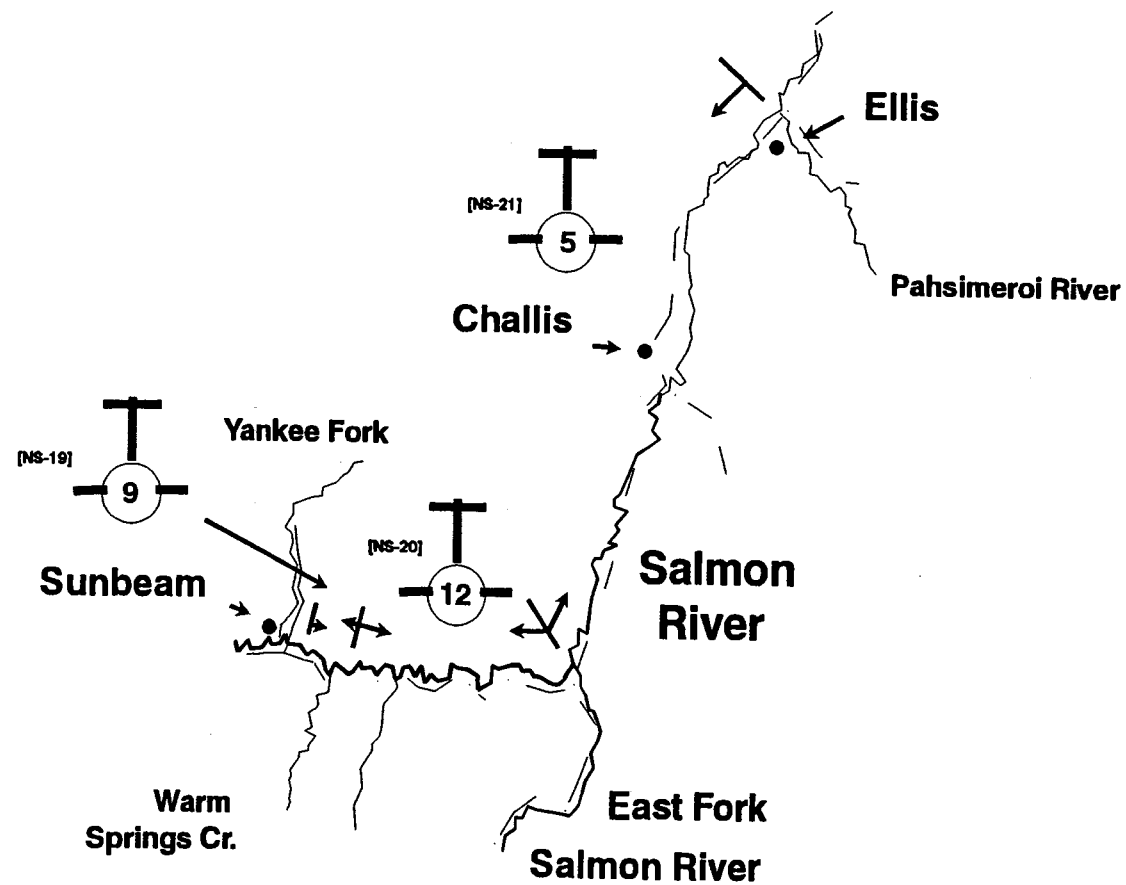 Ellis
[NS-21]
5
Pahsimeroi River
Challis
Yankee Fork
[NS-19]
9
[NS-20]
12
Sunbeam
Salmon
River
Warm
Springs Cr.
East Fork
Salmon River